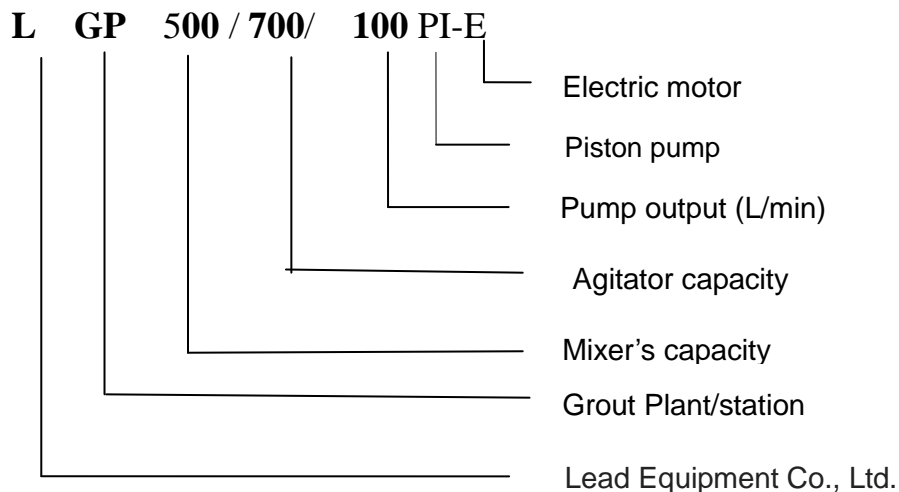 L GP 500 / 700/ 100 PI-E
Electric motor
Piston pump
Pump output (L/min)
Agitator capacity
Mixer’s capacity
Grout Plant/station
Lead Equipment Co., Ltd.